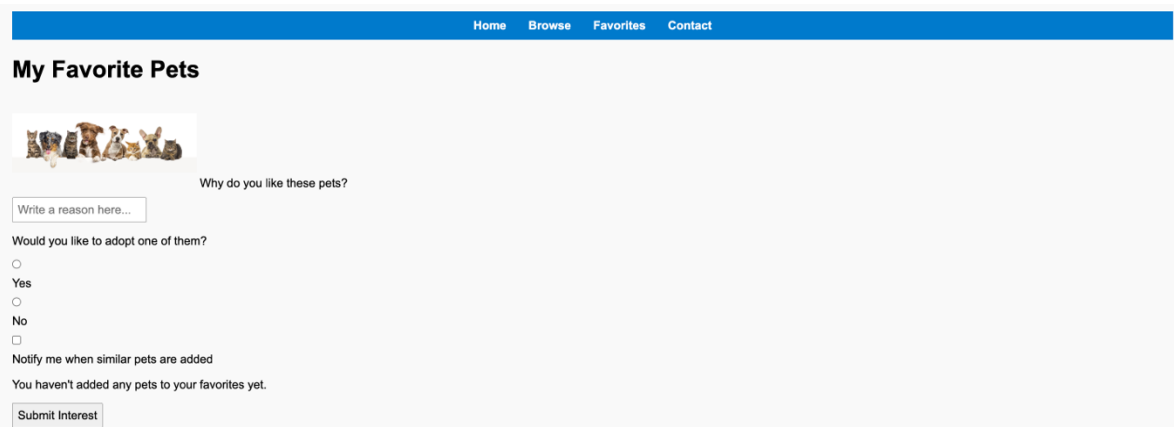 Home Browse Favorites Contact
My Favorite Pets
Why do you like these pets?
Write a reason here...
Would you like to adopt one of them?
Yes
No
Notify me when similar pets are added
You haven't added any pets to your favorites yet.
Submit Interest